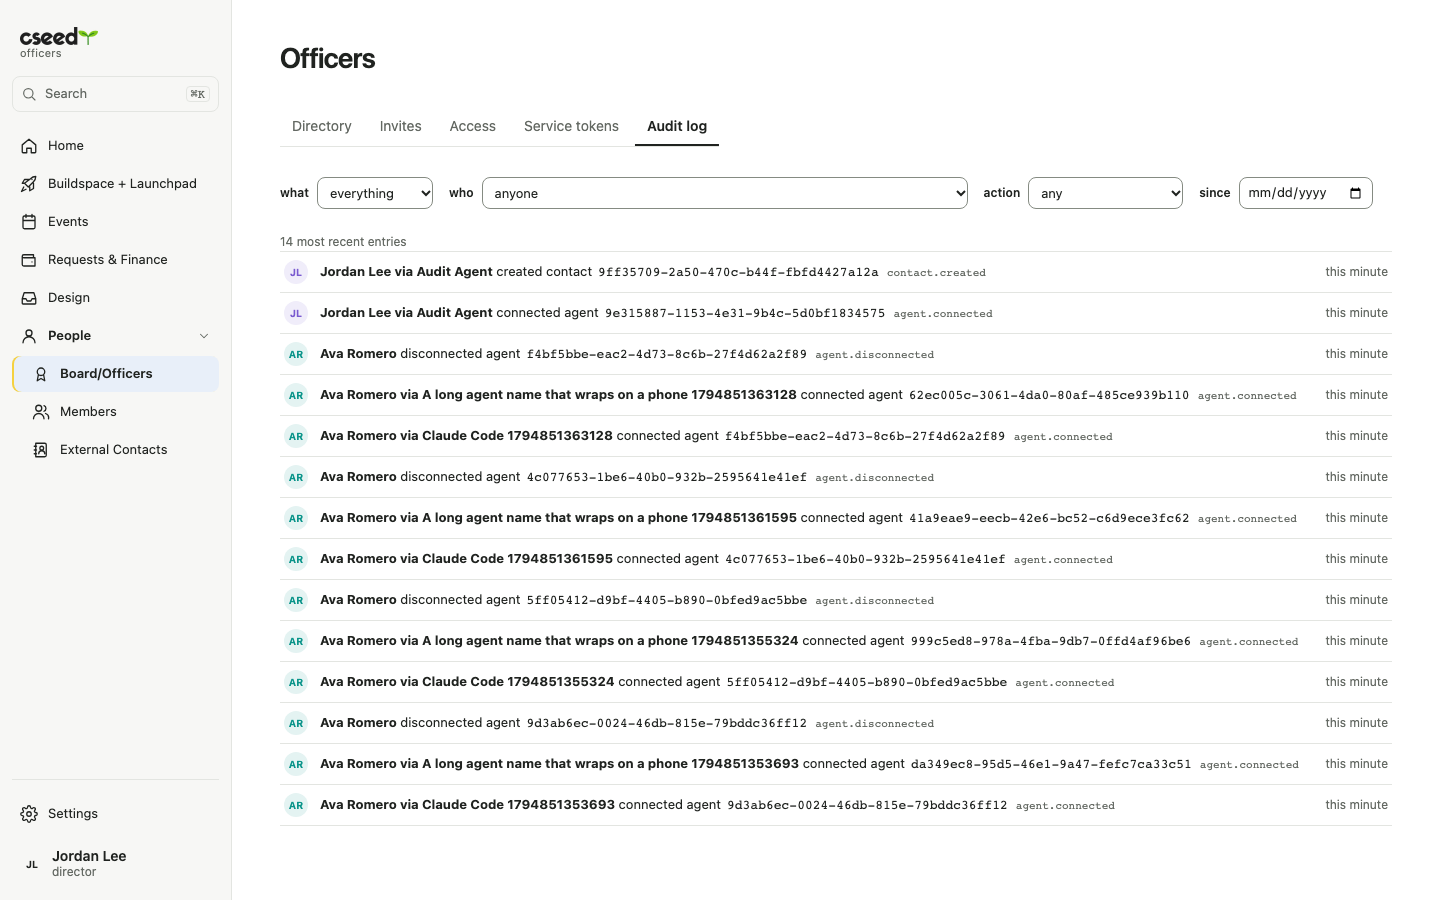 cseed
officers
Search ⌘K
Home
Buildspace + Launchpad
Events
Requests & Finance
Design
People
Board/Officers
Members
External Contacts
Settings
JL Jordan Lee
director
Officers
Directory Invites Access Service tokens Audit log
what everything who anyone action any since mm/dd/yyyy
14 most recent entries
JL Jordan Lee via Audit Agent created contact 9ff35709-2a50-470c-b44f-fbfd4427a12a contact.created this minute
JL Jordan Lee via Audit Agent connected agent 9e315887-1153-4e31-9b4c-5d0bf1834575 agent.connected this minute
AR Ava Romero disconnected agent f4bf5bbe-eac2-4d73-8c6b-27f4d62a2f89 agent.disconnected this minute
AR Ava Romero via A long agent name that wraps on a phone 1794851363128 connected agent 62ec005c-3061-4da0-80af-485ce939b110 agent.connected this minute
AR Ava Romero via Claude Code 1794851363128 connected agent f4bf5bbe-eac2-4d73-8c6b-27f4d62a2f89 agent.connected this minute
AR Ava Romero disconnected agent 4c077653-1be6-40b0-932b-2595641e41ef agent.disconnected this minute
AR Ava Romero via A long agent name that wraps on a phone 1794851361595 connected agent 41a9eae9-eecb-42e6-bc52-c6d9ece3fc62 agent.connected this minute
AR Ava Romero via Claude Code 1794851361595 connected agent 4c077653-1be6-40b0-932b-2595641e41ef agent.connected this minute
AR Ava Romero disconnected agent 5ff05412-d9bf-4405-b890-0bfed9ac5bbe agent.disconnected this minute
AR Ava Romero via A long agent name that wraps on a phone 1794851355324 connected agent 999c5ed8-978a-4fba-9db7-0ffd4af96be6 agent.connected this minute
AR Ava Romero via Claude Code 1794851355324 connected agent 5ff05412-d9bf-4405-b890-0bfed9ac5bbe agent.connected this minute
AR Ava Romero disconnected agent 9d3ab6ec-0024-46db-815e-79bddc36ff12 agent.disconnected this minute
AR Ava Romero via A long agent name that wraps on a phone 1794851353693 connected agent da349ec8-95d5-46e1-9a47-fefc7ca33c51 agent.connected this minute
AR Ava Romero via Claude Code 1794851353693 connected agent 9d3ab6ec-0024-46db-815e-79bddc36ff12 agent.connected this minute